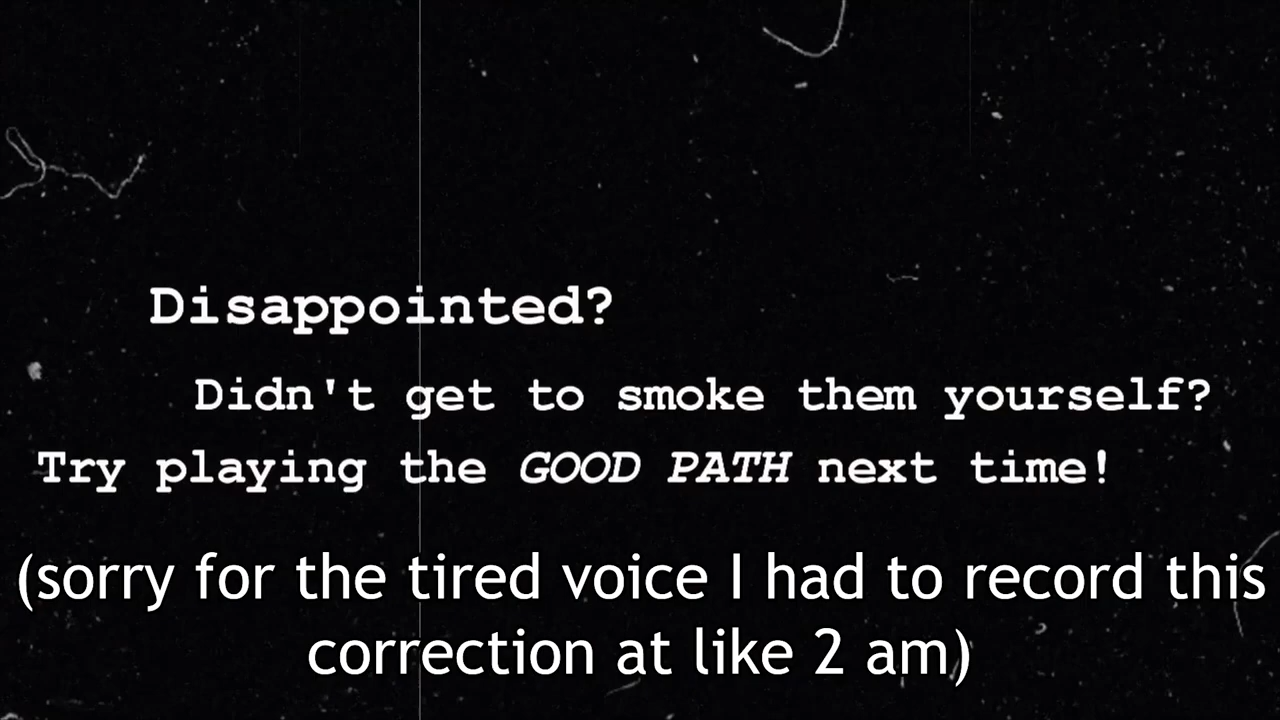 Disappointed?
Didn't get to smoke them yourself?
Try playing the GOOD PATH next time!
(sorry for the tired voice I had to record this
correction at like 2 am)